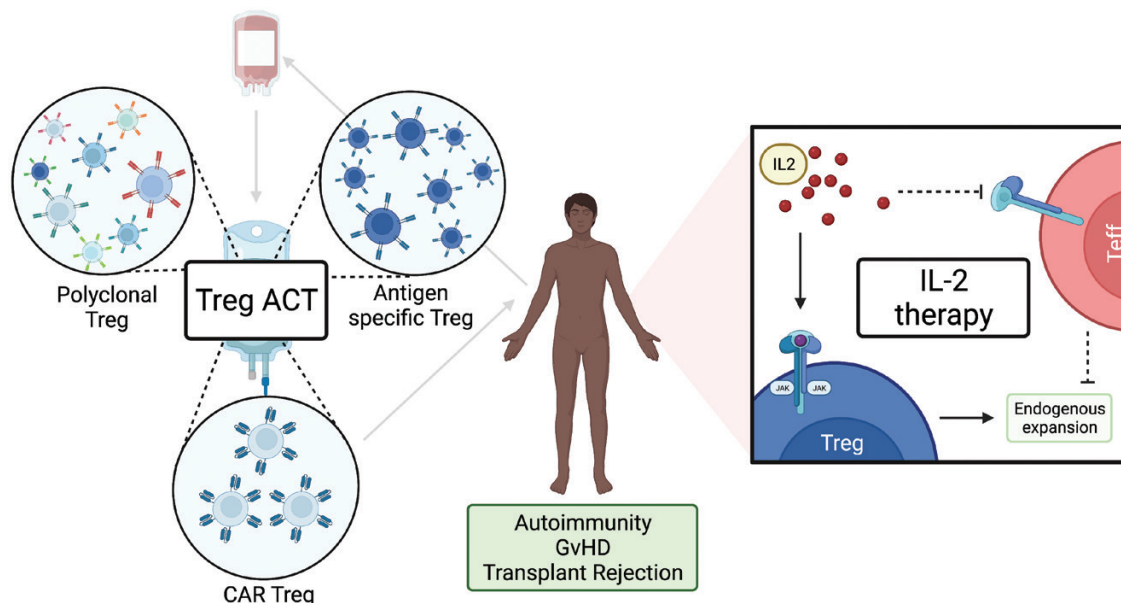 Polyclonal
Treg
Treg ACT
Antigen
specific Treg
CAR Treg
Autoimmunity
GvHD
Transplant Rejection
IL2
Teff
IL-2
therapy
JAK
JAK
Treg
Endogenous
expansion